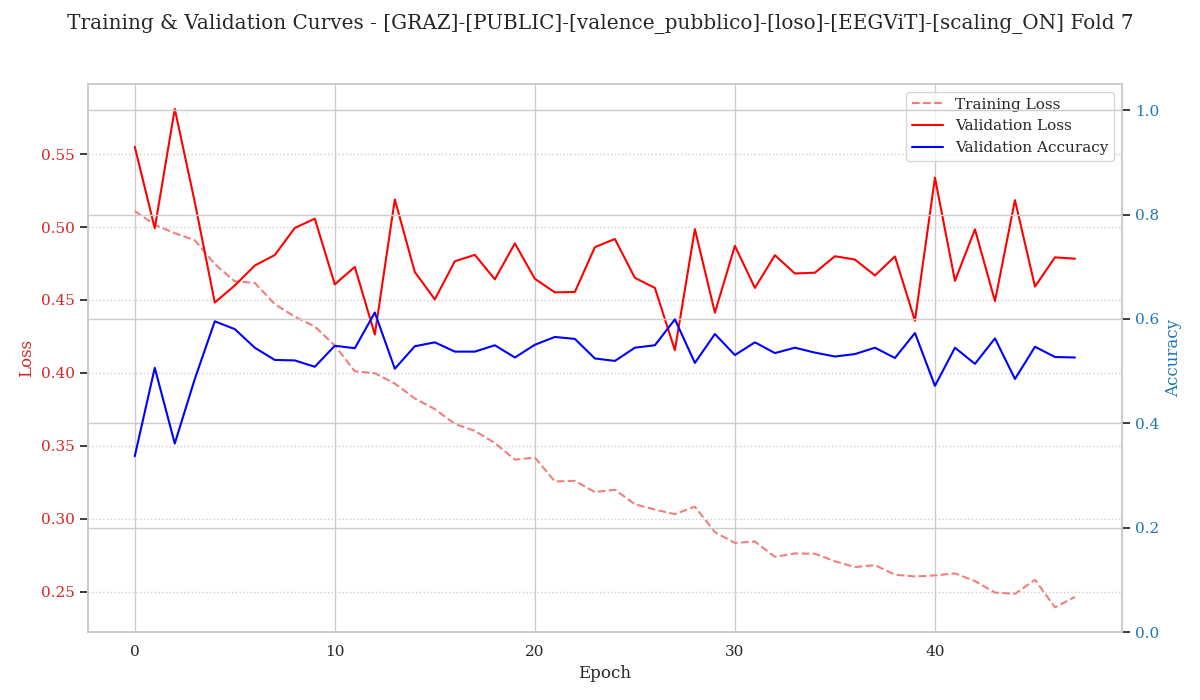 Training & Validation Curves - [GRAZ]-[PUBLIC]-[valence_pubblico]-[loso]-[EEGViT]-[scaling_ON] Fold 7
Training Loss
Validation Loss
Validation Accuracy
Loss
0.55
0.50
0.45
0.40
0.35
0.30
0.25
1.0
0.8
0.6
0.4
0.2
0.0
Accuracy
0
10
20
30
40
Epoch